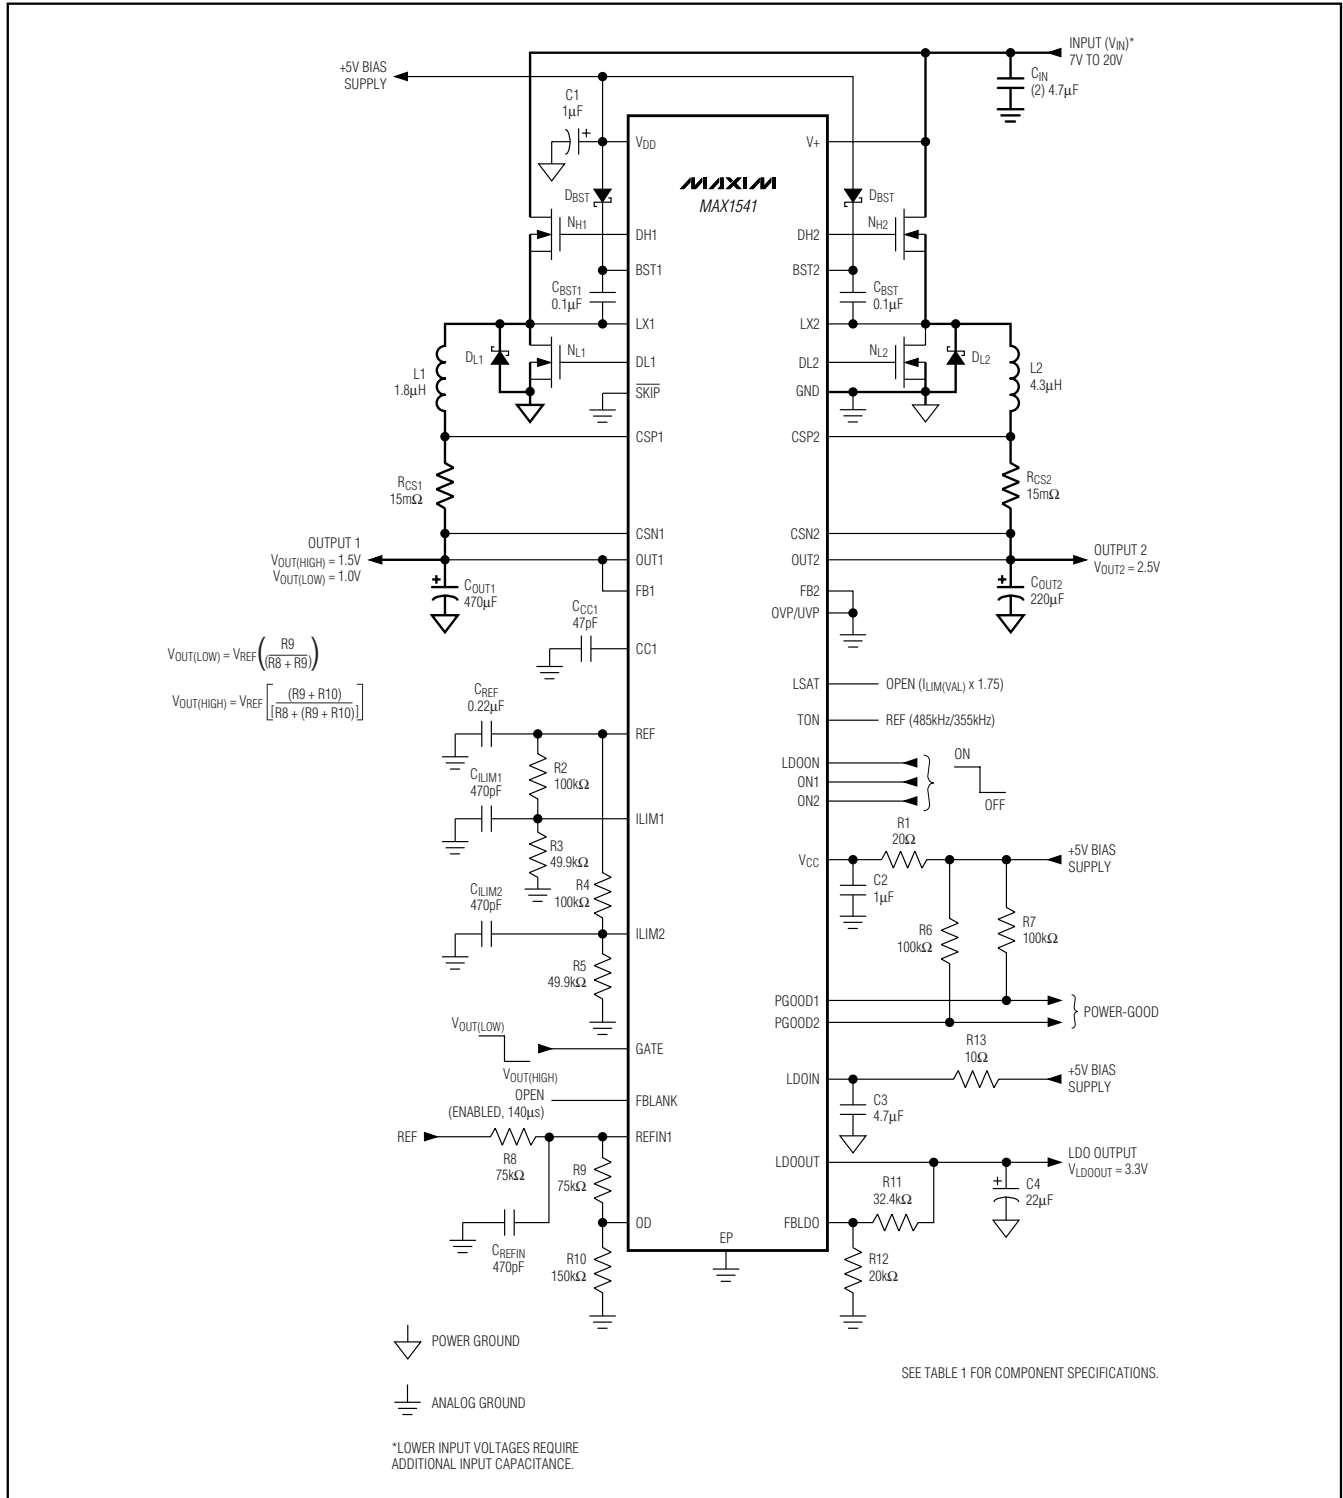 INPUT (VIN)*
7V TO 20V
+5V BIAS
SUPPLY
CIN
(2) 4.7µF
C1
1µF
+
VDD
V+
MAXIM
MAX1541
DBST
DBST
NH1
NH2
DH1
DH2
BST1
BST2
CBST1
0.1µF
CBST
0.1µF
LX1
LX2
DL1
NL1
DL1
DL2
NL2
DL2
L1
1.8µH
L2
4.3µH
SKIP
GND
CSP1
CSP2
RCS1
15mΩ
RCS2
15mΩ
CSN1
CSN2
OUTPUT 1
VOUT(HIGH) = 1.5V
VOUT(LOW) = 1.0V
OUT1
OUT2
OUTPUT 2
VOUT2 = 2.5V
+
COUT1
470µF
FB1
FB2
+
COUT2
220µF
OVP/UVP
CCC1
47pF
CC1
VOUT(LOW) = VREF(R9/(R8 + R9))
VOUT(HIGH) = VREF[(R9 + R10)/[R8 + (R9 + R10)]]
LSAT
OPEN (ILIM(VAL) x 1.75)
CREF
0.22µF
REF
TON
REF (485kHz/355kHz)
R2
100kΩ
LDOON
ON1
ON2
ON
OFF
CILIM1
470pF
ILIM1
R3
49.9kΩ
R4
100kΩ
R1
20Ω
VCC
+5V BIAS
SUPPLY
C2
1µF
CILIM2
470pF
ILIM2
R6
100kΩ
R7
100kΩ
R5
49.9kΩ
PGOOD1
PGOOD2
POWER-GOOD
VOUT(LOW)
VOUT(HIGH)
GATE
R13
10Ω
LDOIN
+5V BIAS
SUPPLY
OPEN
(ENABLED, 140µs)
FBLANK
C3
4.7µF
REF
R8
75kΩ
REFIN1
R9
75kΩ
LDOOUT
LDO OUTPUT
VLDOOUT = 3.3V
R11
32.4kΩ
+
C4
22µF
OD
FBLDO
CREFIN
470pF
R10
150kΩ
EP
R12
20kΩ
POWER GROUND
ANALOG GROUND
SEE TABLE 1 FOR COMPONENT SPECIFICATIONS.
*LOWER INPUT VOLTAGES REQUIRE
ADDITIONAL INPUT CAPACITANCE.